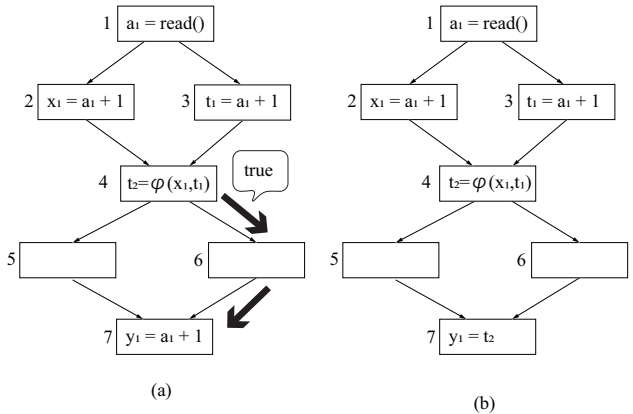 1 a₁ = read()
2 x₁ = a₁ + 1
3 t₁ = a₁ + 1
4 t₂=φ(x₁,t₁)
true
5
6
7 y₁ = a₁ + 1
(a)
1 a₁ = read()
2 x₁ = a₁ + 1
3 t₁ = a₁ + 1
4 t₂=φ(x₁,t₁)
5
6
7 y₁ = t₂
(b)